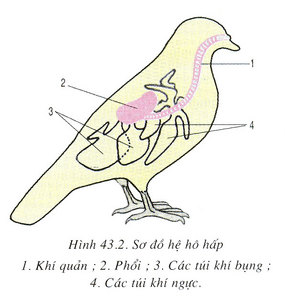 1
2
3
4
Hình 43.2. Sơ đồ hệ hô hấp
1. Khí quản ; 2. Phổi ; 3. Các túi khí bụng ;
4. Các túi khí ngực.